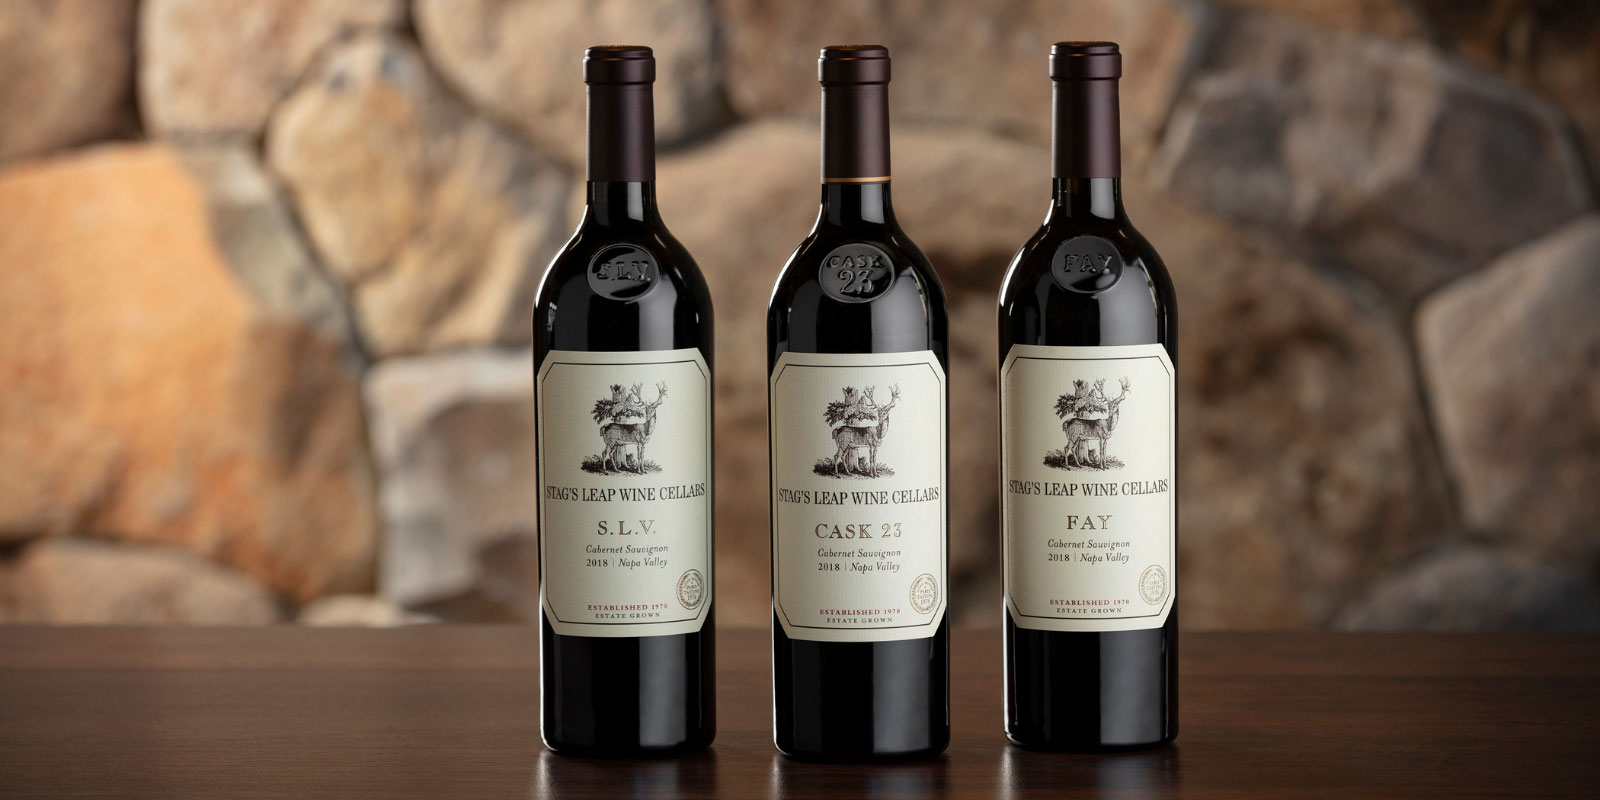 S.L.V.
STAG'S LEAP WINE CELLARS
S.L.V.
Cabernet Sauvignon
2018 | Napa Valley
ESTABLISHED 1970
ESTATE GROWN
CASK
23
STAG'S LEAP WINE CELLARS
CASK 23
Cabernet Sauvignon
2018 | Napa Valley
ESTABLISHED 1970
ESTATE GROWN
FAY
STAG'S LEAP WINE CELLARS
FAY
Cabernet Sauvignon
2018 | Napa Valley
ESTABLISHED 1970
ESTATE GROWN